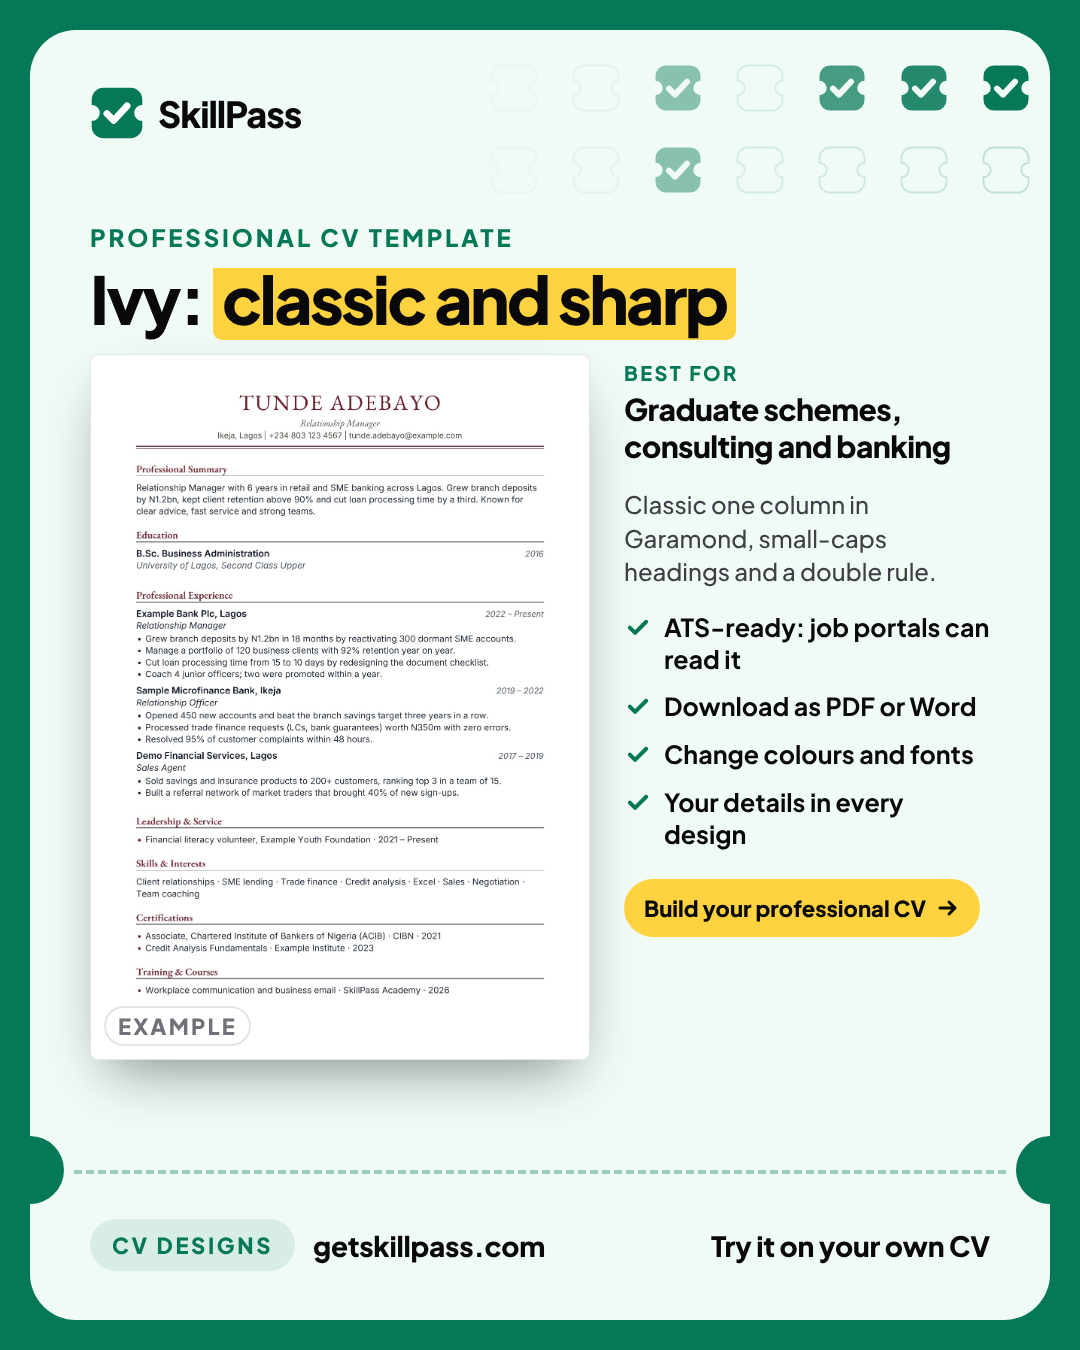 SkillPass
PROFESSIONAL CV TEMPLATE
Ivy: classic and sharp
TUNDE ADEBAYO
Relationship Manager
Ikeja, Lagos | +234 803 123 4567 | tunde.adebayo@example.com
Professional Summary
Relationship Manager with 6 years in retail and SME banking across Lagos. Grew branch deposits
by N1.2bn, kept client retention above 90% and cut loan processing time by a third. Known for
clear advice, fast service and strong teams.
Education
B.Sc. Business Administration 2016
University of Lagos, Second Class Upper
Professional Experience
Example Bank Plc, Lagos 2022 – Present
Relationship Manager
• Grew branch deposits by N1.2bn in 18 months by reactivating 300 dormant SME accounts.
• Manage a portfolio of 120 business clients with 92% retention year on year.
• Cut loan processing time from 15 to 10 days by redesigning the document checklist.
• Coach 4 junior officers; two were promoted within a year.
Sample Microfinance Bank, Ikeja 2019 – 2022
Relationship Officer
• Opened 450 new accounts and beat the branch savings target three years in a row.
• Processed trade finance requests (LCs, bank guarantees) worth N350m with zero errors.
• Resolved 95% of customer complaints within 48 hours.
Demo Financial Services, Lagos 2017 – 2019
Sales Agent
• Sold savings and insurance products to 200+ customers, ranking top 3 in a team of 15.
• Built a referral network of market traders that brought 40% of new sign-ups.
Leadership & Service
• Financial literacy volunteer, Example Youth Foundation · 2021 – Present
Skills & Interests
Client relationships · SME lending · Trade finance · Credit analysis · Excel · Sales · Negotiation ·
Team coaching
Certifications
• Associate, Chartered Institute of Bankers of Nigeria (ACIB) · CIBN · 2021
• Credit Analysis Fundamentals · Example Institute · 2023
Training & Courses
• Workplace communication and business email · SkillPass Academy · 2026
EXAMPLE
BEST FOR
Graduate schemes,
consulting and banking
Classic one column in
Garamond, small-caps
headings and a double rule.
ATS-ready: job portals can
read it
Download as PDF or Word
Change colours and fonts
Your details in every
design
Build your professional CV →
CV DESIGNS getskillpass.com
Try it on your own CV